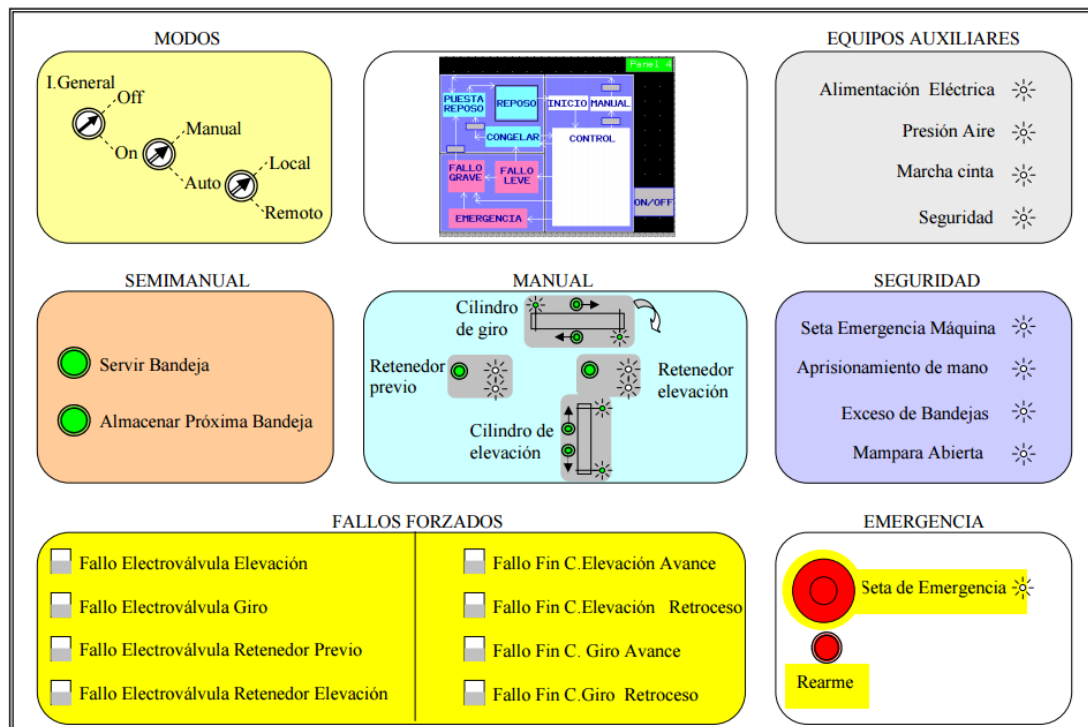 MODOS
I.General
Off
On
Manual
Auto
Local
Remoto
Panel 4
PUESTA
REPOSO
REPOSO
INICIO
MANUAL
CONGELAR
CONTROL
FALLO
GRAVE
FALLO
LEVE
EMERGENCIA
ON/OFF
EQUIPOS AUXILIARES
Alimentación Eléctrica
Presión Aire
Marcha cinta
Seguridad
SEMIMANUAL
Servir Bandeja
Almacenar Próxima Bandeja
MANUAL
Cilindro
de giro
Retenedor
previo
Retenedor
elevación
Cilindro de
elevación
SEGURIDAD
Seta Emergencia Máquina
Aprisionamiento de mano
Exceso de Bandejas
Mampara Abierta
FALLOS FORZADOS
Fallo Electroválvula Elevación
Fallo Electroválvula Giro
Fallo Electroválvula Retenedor Previo
Fallo Electroválvula Retenedor Elevación
Fallo Fin C.Elevación Avance
Fallo Fin C.Elevación Retroceso
Fallo Fin C. Giro Avance
Fallo Fin C.Giro Retroceso
EMERGENCIA
Seta de Emergencia
Rearme